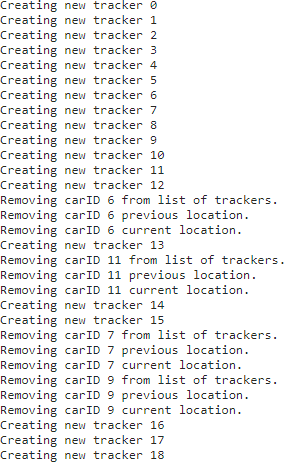 Creating new tracker 0
Creating new tracker 1
Creating new tracker 2
Creating new tracker 3
Creating new tracker 4
Creating new tracker 5
Creating new tracker 6
Creating new tracker 7
Creating new tracker 8
Creating new tracker 9
Creating new tracker 10
Creating new tracker 11
Creating new tracker 12
Removing carID 6 from list of trackers.
Removing carID 6 previous location.
Removing carID 6 current location.
Creating new tracker 13
Removing carID 11 from list of trackers.
Removing carID 11 previous location.
Removing carID 11 current location.
Creating new tracker 14
Creating new tracker 15
Removing carID 7 from list of trackers.
Removing carID 7 previous location.
Removing carID 7 current location.
Removing carID 9 from list of trackers.
Removing carID 9 previous location.
Removing carID 9 current location.
Creating new tracker 16
Creating new tracker 17
Creating new tracker 18